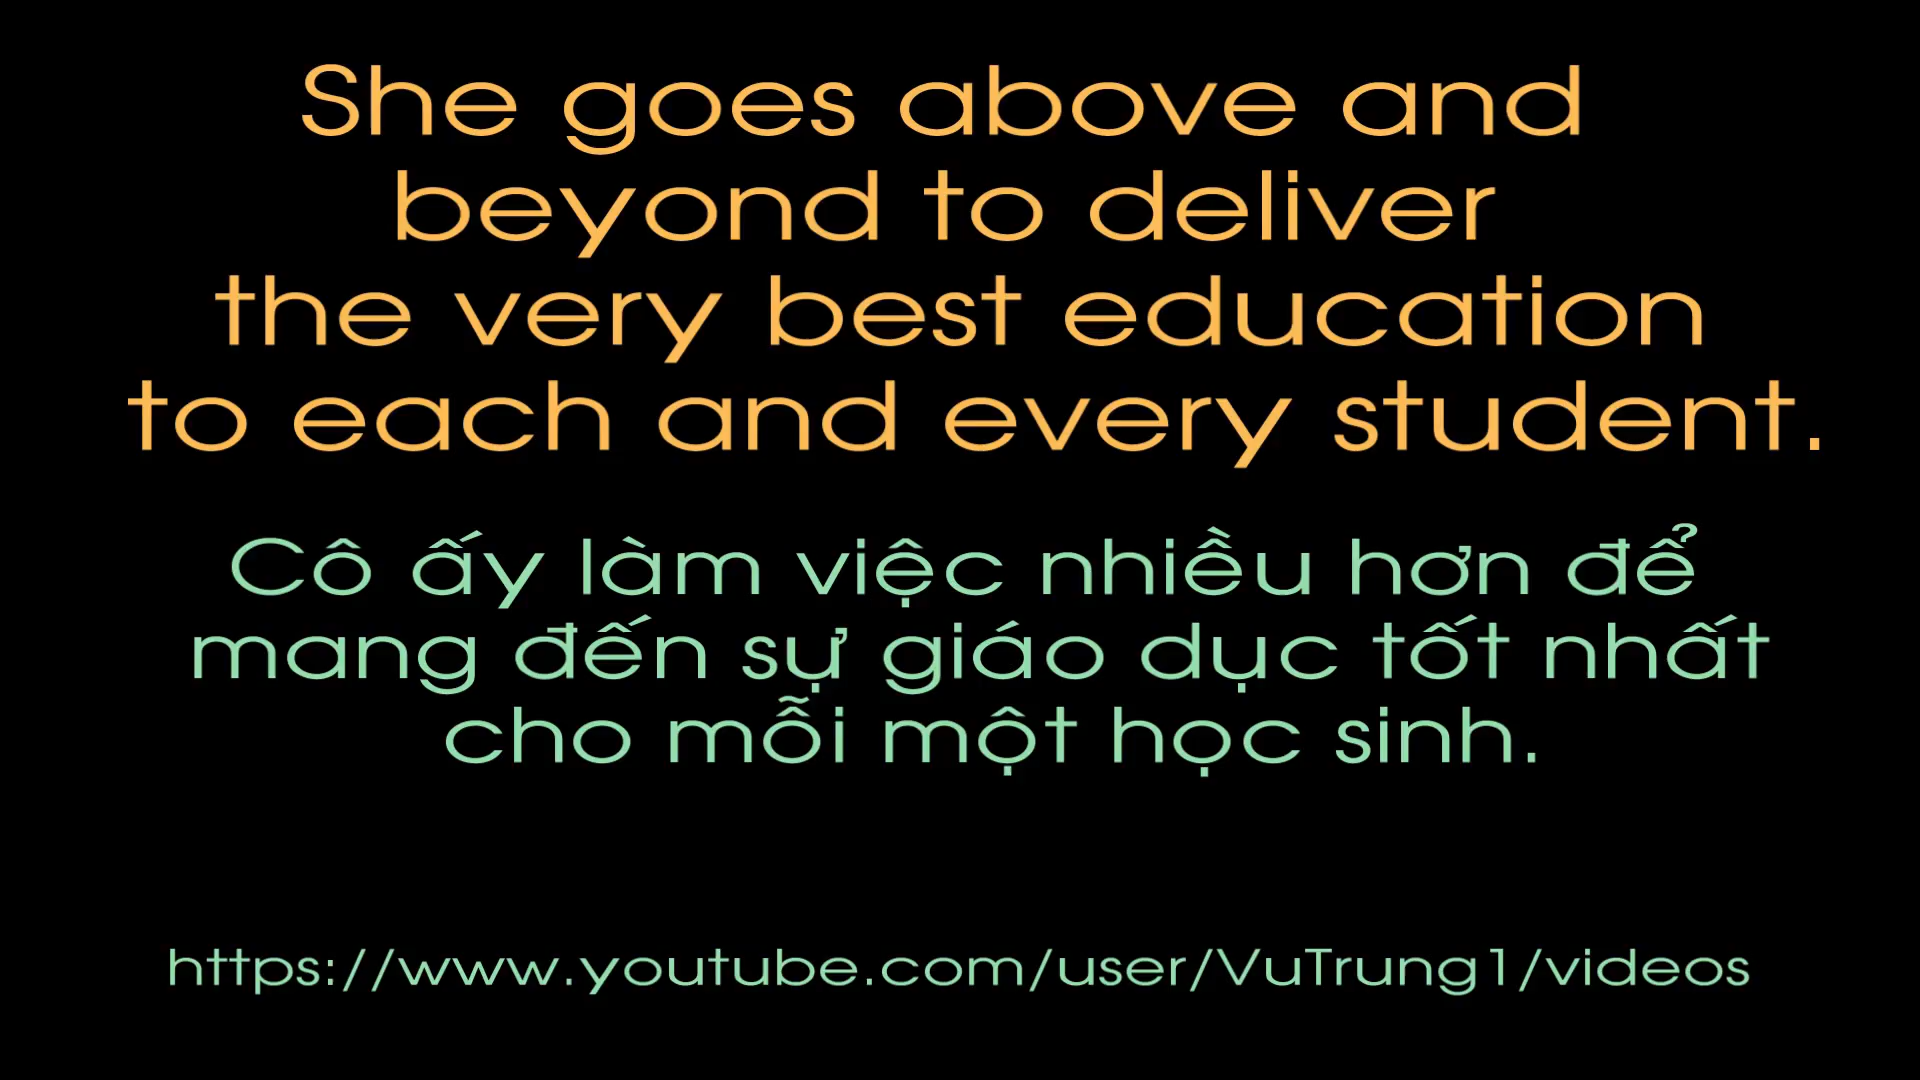 She goes above and
beyond to deliver
the very best education
to each and every student.
Cô ấy làm việc nhiều hơn để
mang đến sự giáo dục tốt nhất
cho mỗi một học sinh.
https://www.youtube.com/user/VuTrung1/videos